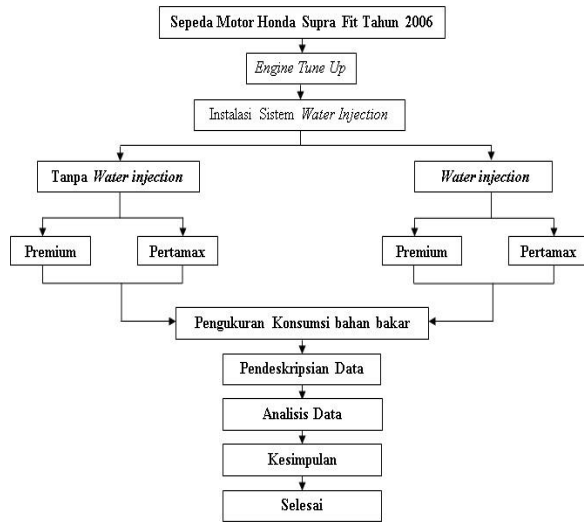 Sepeda Motor Honda Supra Fit Tahun 2006
Engine Tune Up
Instalasi Sistem Water Injection
Tanpa Water injection
Water injection
Premium
Pertamax
Premium
Pertamax
Pengukuran Konsumsi bahan bakar
Pendeskripsian Data
Analisis Data
Kesimpulan
Selesai